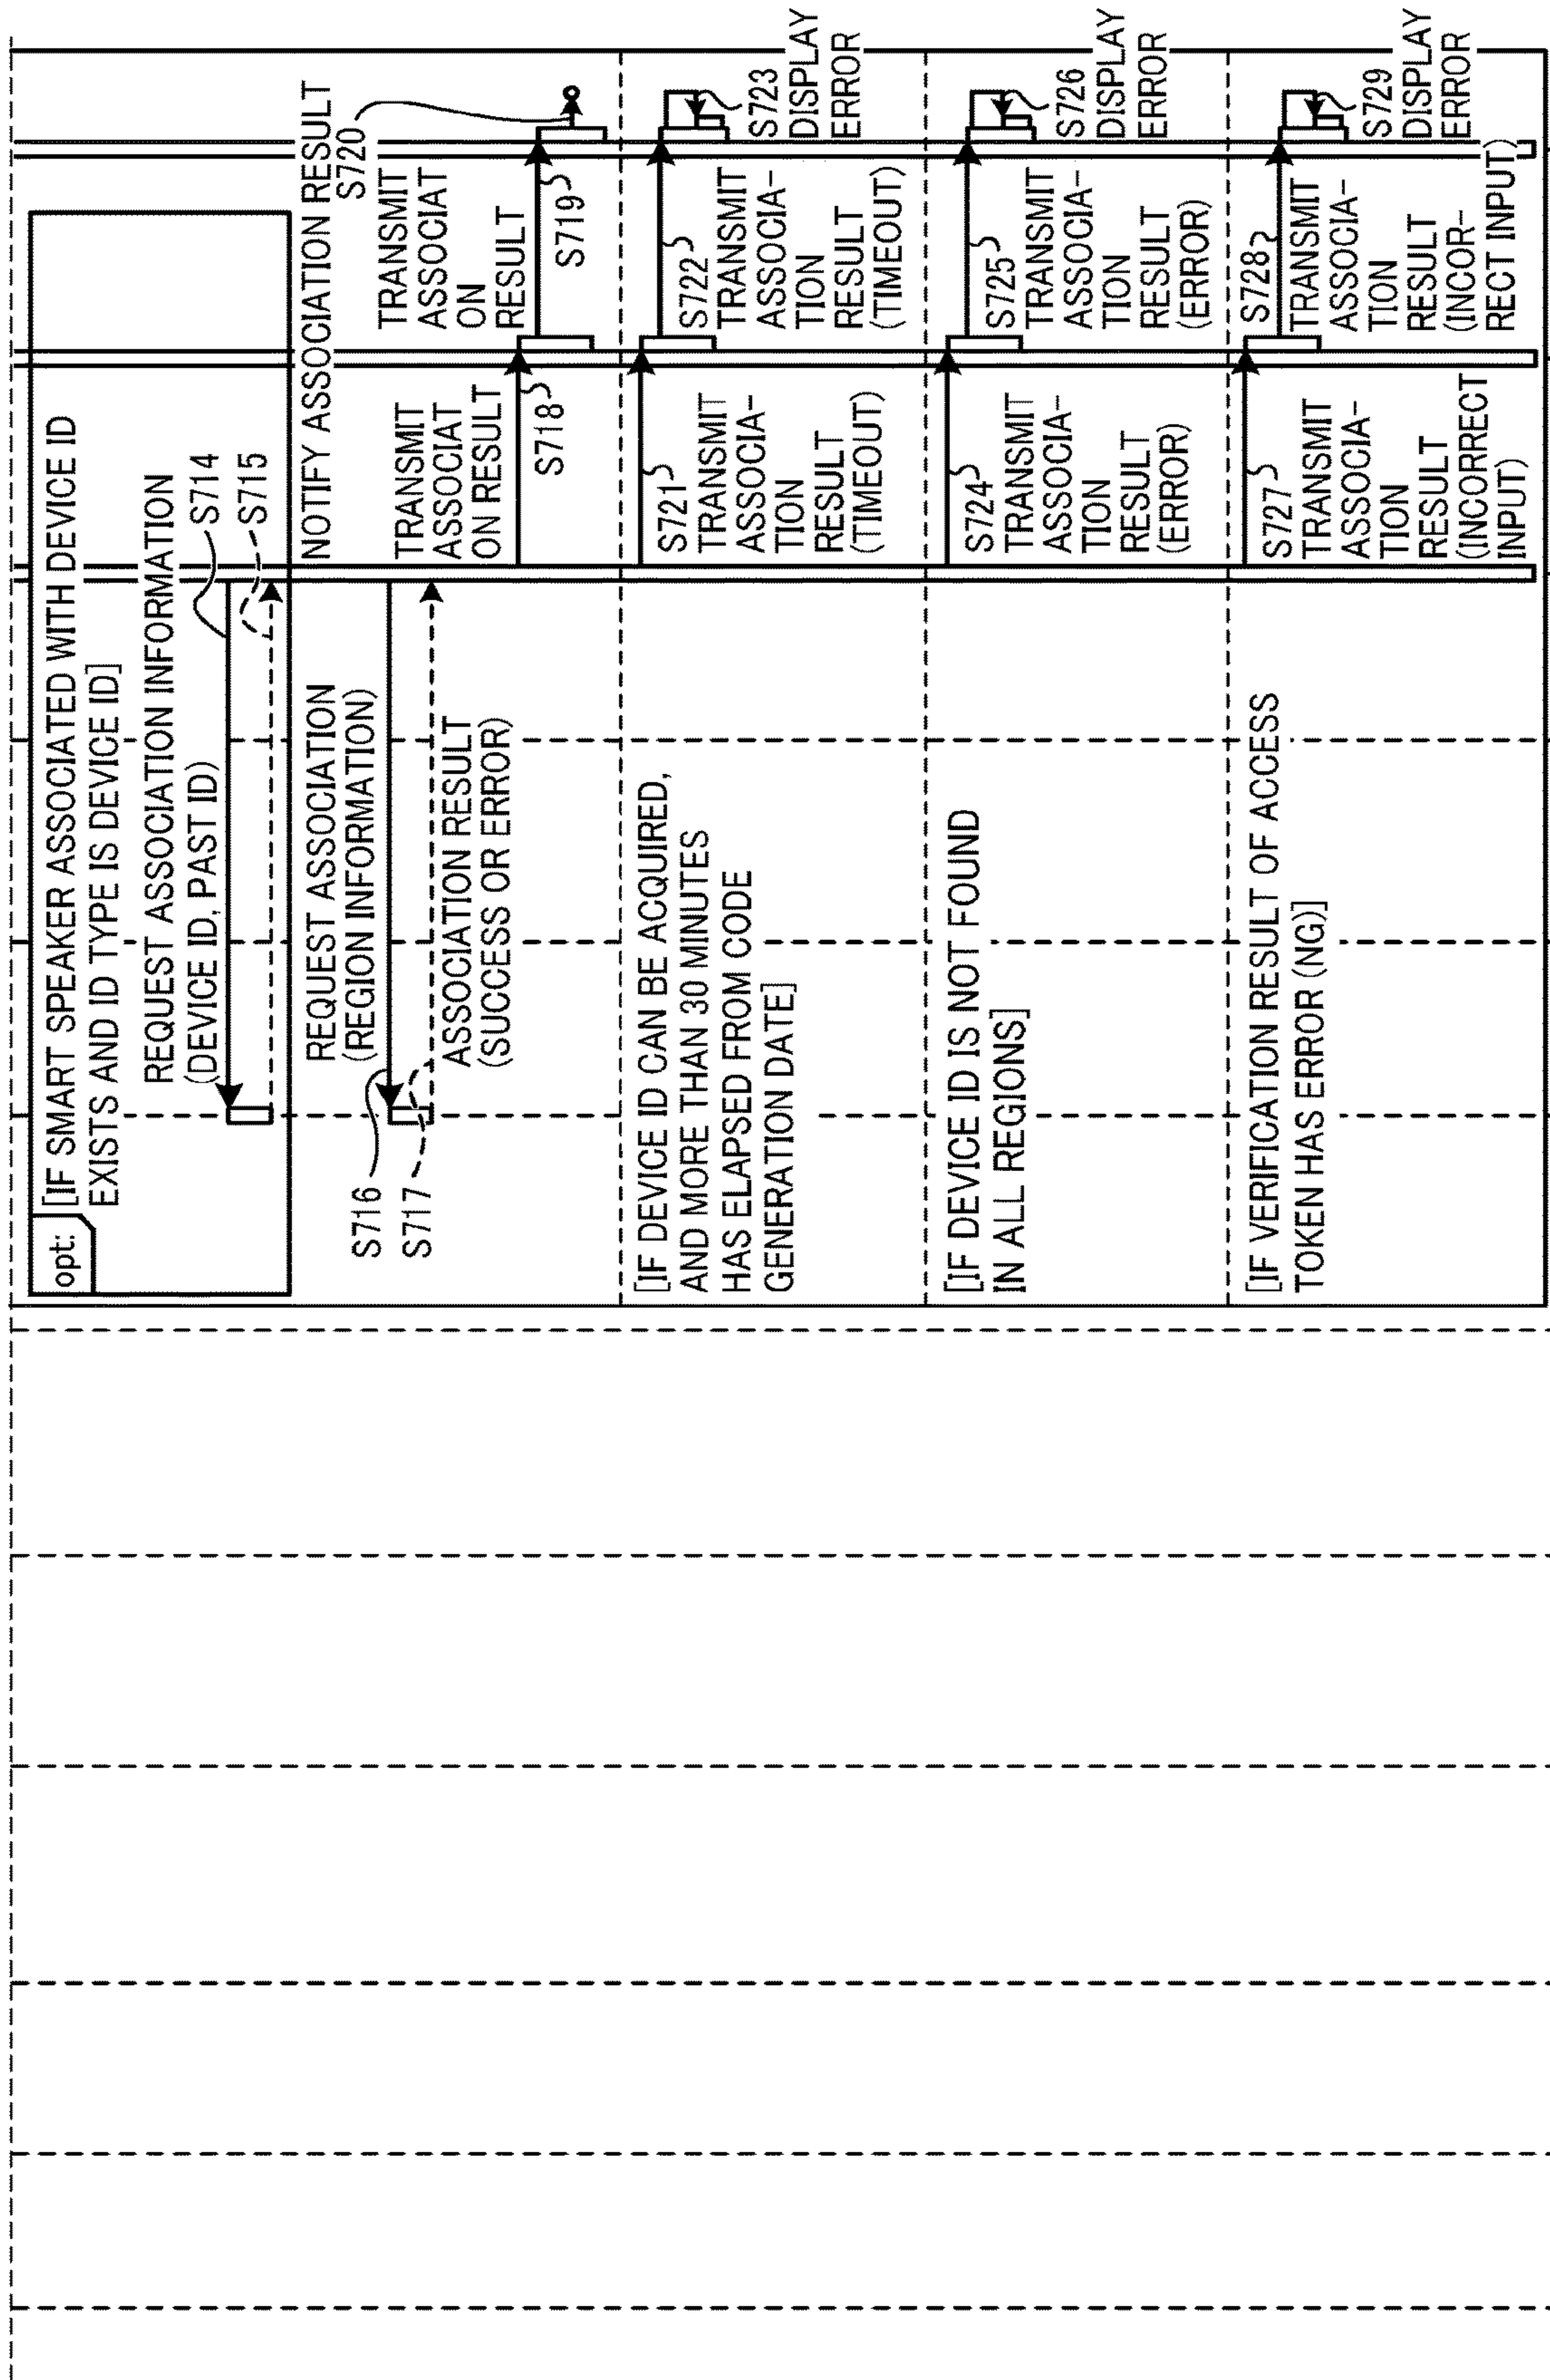 opt:
[IF SMART SPEAKER ASSOCIATED WITH DEVICE ID
EXISTS AND ID TYPE IS DEVICE ID]
REQUEST ASSOCIATION INFORMATION
(DEVICE ID, PAST ID)
S714
S715
NOTIFY ASSOCIATION RESULT
S720
REQUEST ASSOCIATION
(REGION INFORMATION)
S716
S717
ASSOCIATION RESULT
(SUCCESS OR ERROR)
TRANSMIT
ASSOCIAT
ON RESULT
S718
TRANSMIT
ASSOCIAT
ON
RESULT
S719
[IF DEVICE ID CAN BE ACQUIRED,
AND MORE THAN 30 MINUTES
HAS ELAPSED FROM CODE
GENERATION DATE]
S721
TRANSMIT
ASSOCIA-
TION
RESULT
(TIMEOUT)
S722
TRANSMIT
ASSOCIA-
TION
RESULT
(TIMEOUT)
S723
DISPLAY
ERROR
[IF DEVICE ID IS NOT FOUND
IN ALL REGIONS]
S724
TRANSMIT
ASSOCIA-
TION
RESULT
(ERROR)
S725
TRANSMIT
ASSOCIA-
TION
RESULT
(ERROR)
S726
DISPLAY
ERROR
[IF VERIFICATION RESULT OF ACCESS
TOKEN HAS ERROR (NG)]
S727
TRANSMIT
ASSOCIA-
TION
RESULT
(INCORRECT
INPUT)
S728
TRANSMIT
ASSOCIA-
TION
RESULT
(INCOR-
RECT INPUT)
S729
DISPLAY
ERROR